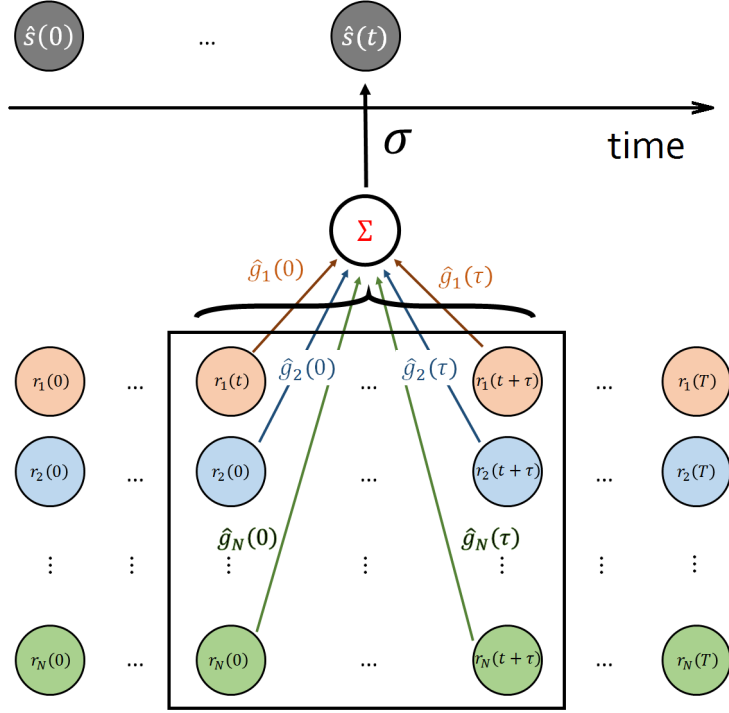 ŝ(0) ... ŝ(t)
time
σ
Σ
ĝ₁(0) ĝ₁(τ)
r₁(0) ... r₁(t) ĝ₂(0) ... ĝ₂(τ) r₁(t + τ) ... r₁(T)
r₂(0) ... r₂(0) ... r₂(t + τ) ... r₂(T)
ĝ_N(0) ĝ_N(τ)
⋮ ⋮ ⋮ ⋮ ⋮ ⋮ ⋮
r_N(0) ... r_N(0) ... r_N(t + τ) ... r_N(T)